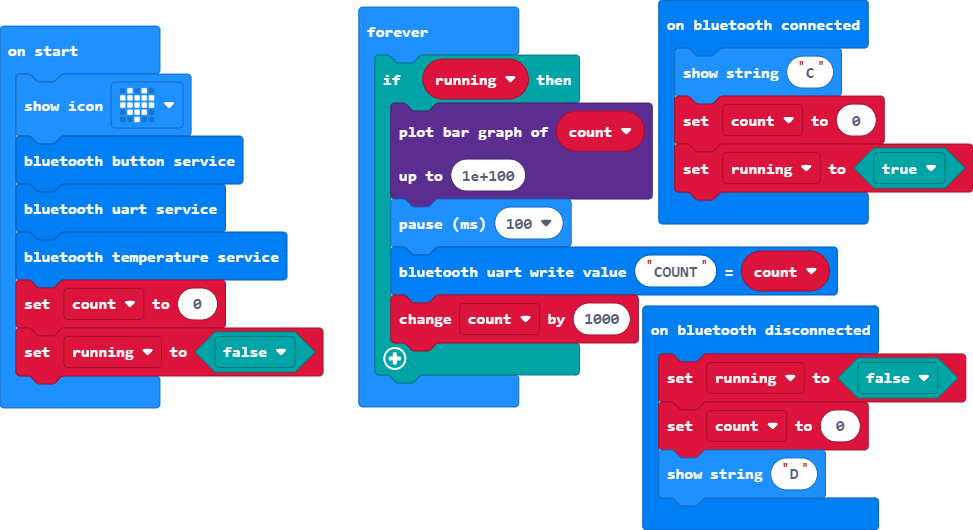 on start
show icon
bluetooth button service
bluetooth uart service
bluetooth temperature service
set count to 0
set running to false
forever
if running then
plot bar graph of count
up to 1e+100
pause (ms) 100
bluetooth uart write value "COUNT" = count
change count by 1000
on bluetooth connected
show string "C"
set count to 0
set running to true
on bluetooth disconnected
set running to false
set count to 0
show string "D"